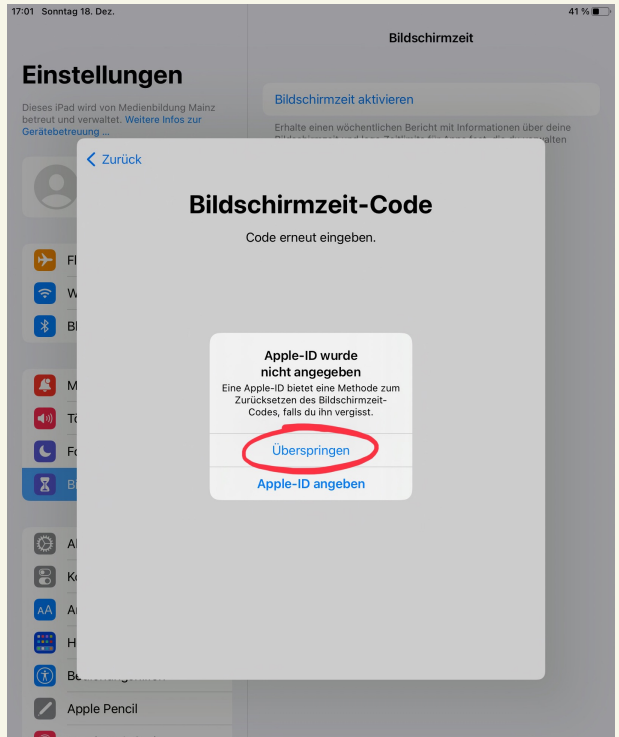 17:01 Sonntag 18. Dez.
41 %
Bildschirmzeit
Einstellungen
Dieses iPad wird von Medienbildung Mainz
betreut und verwaltet. Weitere Infos zur
Gerätebetreuung ...
Bildschirmzeit aktivieren
Erhalte einen wöchentlichen Bericht mit Informationen über deine
Zurück
Bildschirmzeit-Code
Code erneut eingeben.
Apple-ID wurde
nicht angegeben
Eine Apple-ID bietet eine Methode zum
Zurücksetzen des Bildschirmzeit-
Codes, falls du ihn vergisst.
Überspringen
Apple-ID angeben
Apple Pencil